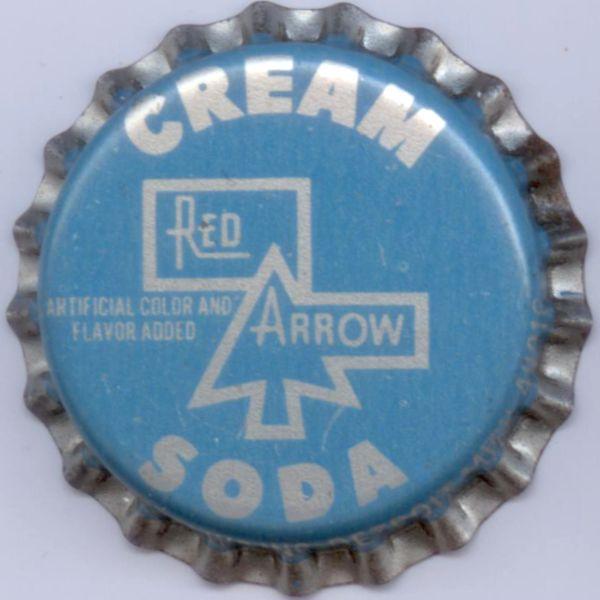 CREAM
RED
ARROW
ARTIFICIAL COLOR AND
FLAVOR ADDED
SODA